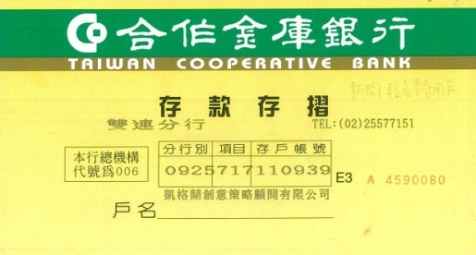 合作金庫銀行
TAIWAN COOPERATIVE BANK
存款存摺
雙連分行 TEL:(02)25577151
本行總機構代號爲006
分行別 項目 存戶帳號
0925717110939 E3 A 4590080
凱格蘭創意策略顧問有限公司
戶名